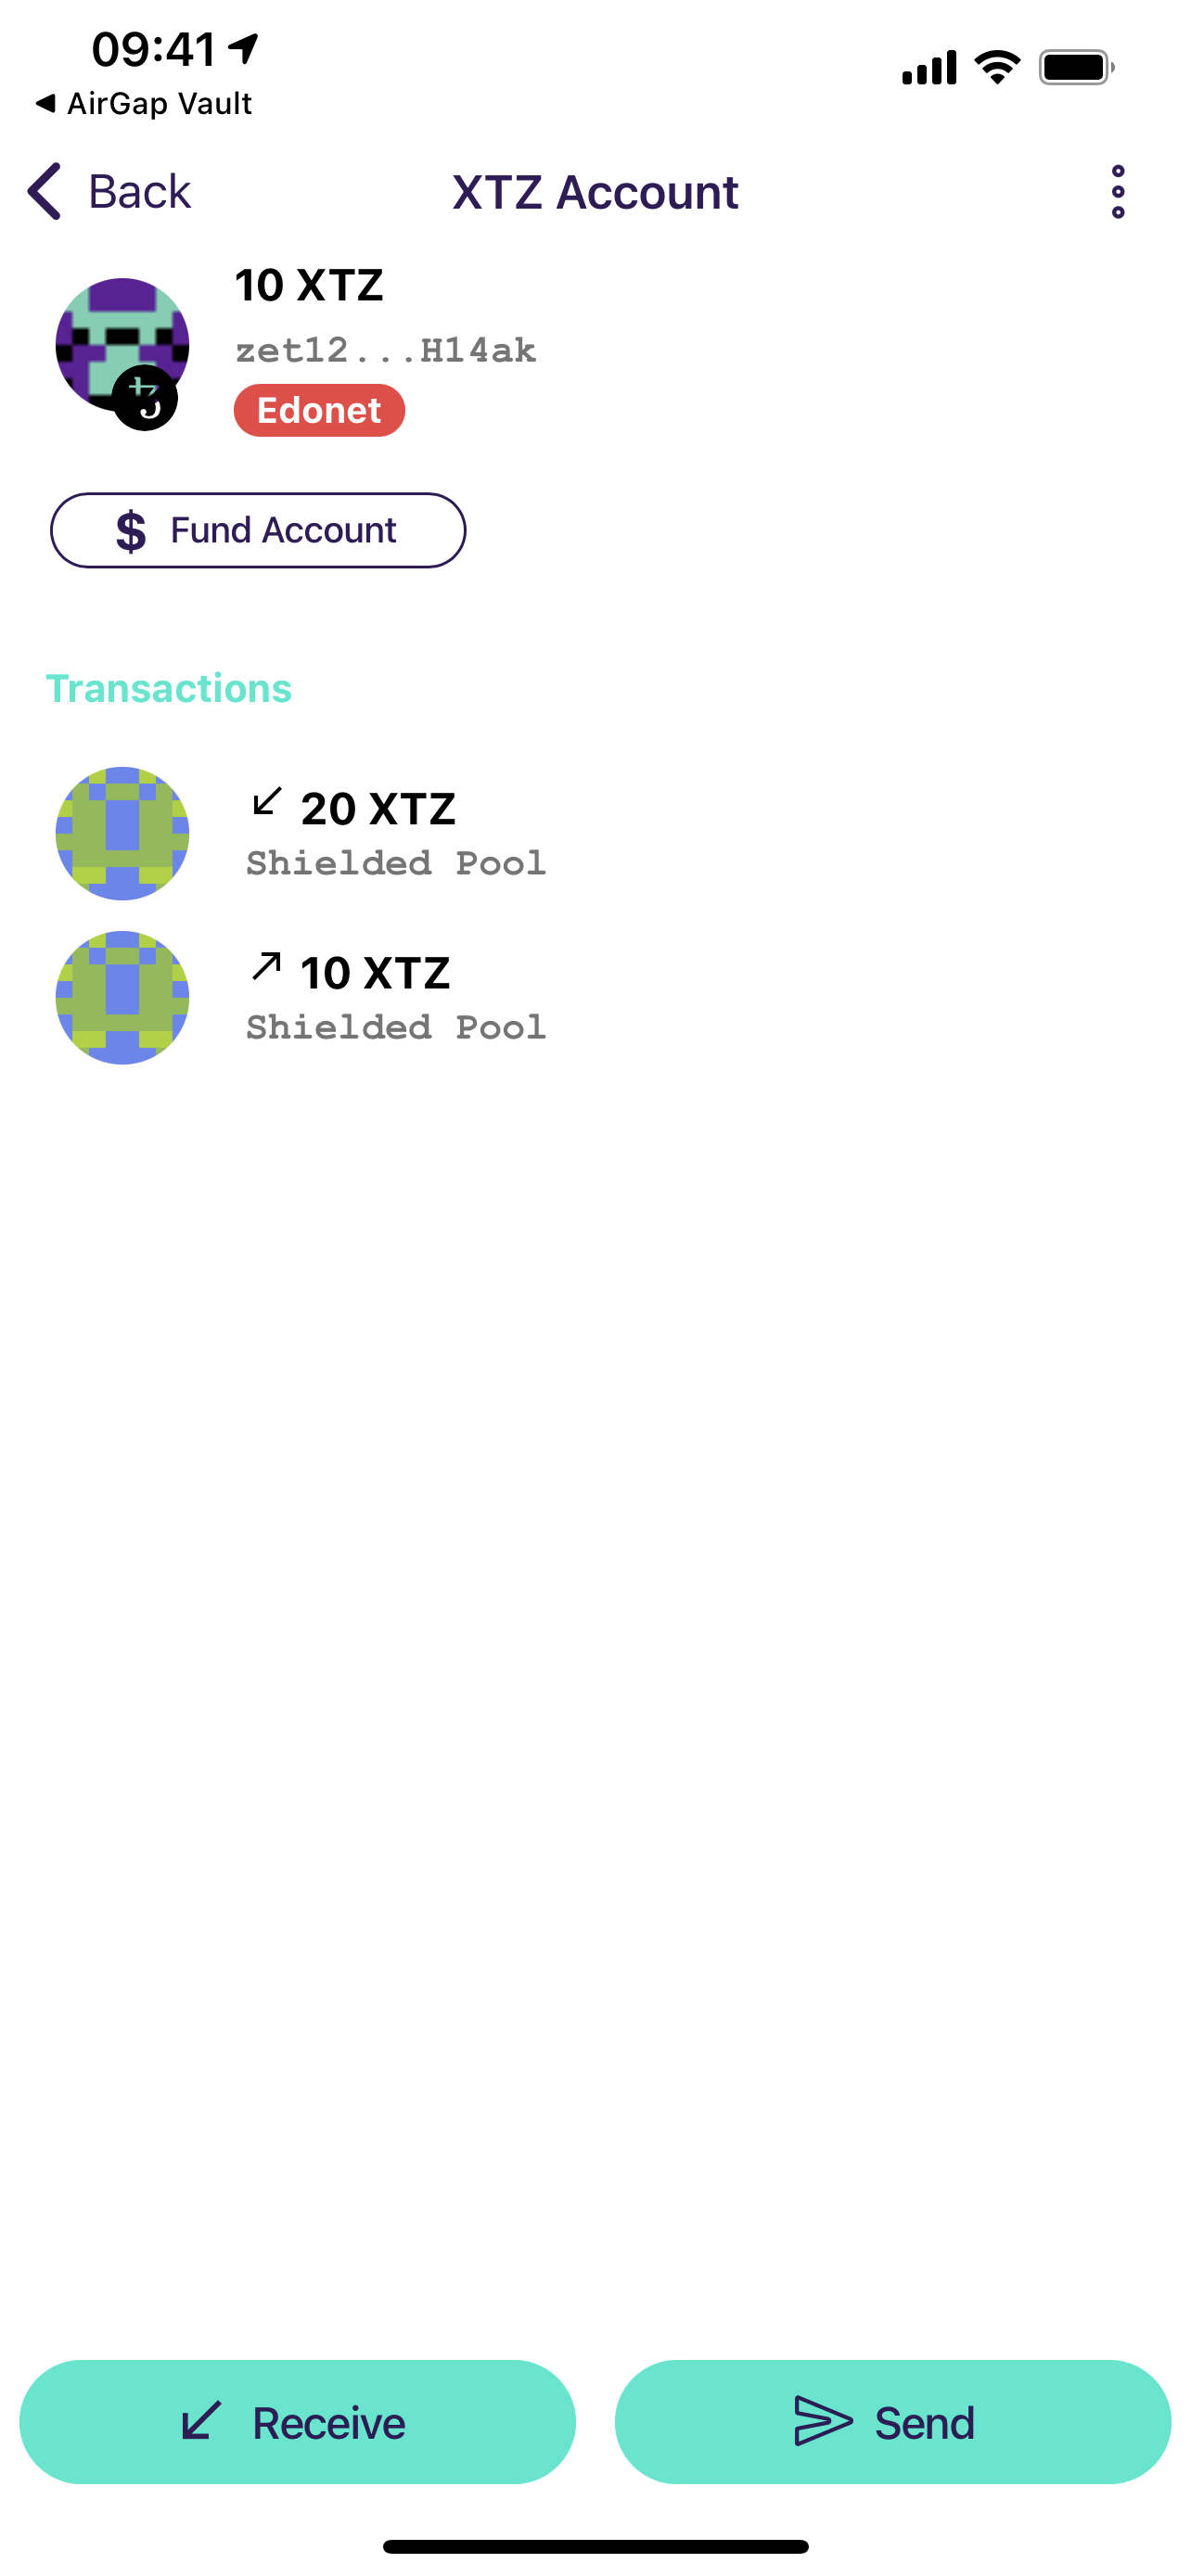 09:41
AirGap Vault
Back
XTZ Account
10 XTZ
zet12...H14ak
Edonet
$ Fund Account
Transactions
20 XTZ
Shielded Pool
10 XTZ
Shielded Pool
Receive
Send